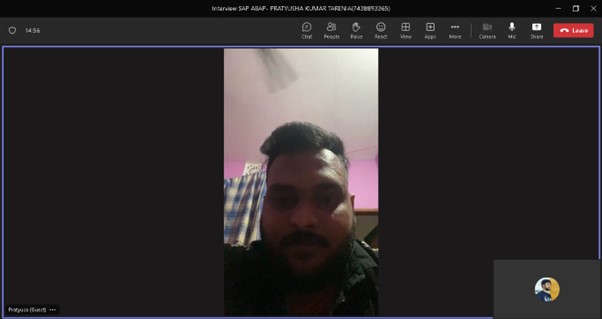 Interview SAP ABAP- PRATYUSHA KUMAR TARENIA(7438893365)
14:56
Chat People Raise React View Apps More Camera Mic Share Leave
Pratyusa (Guest)